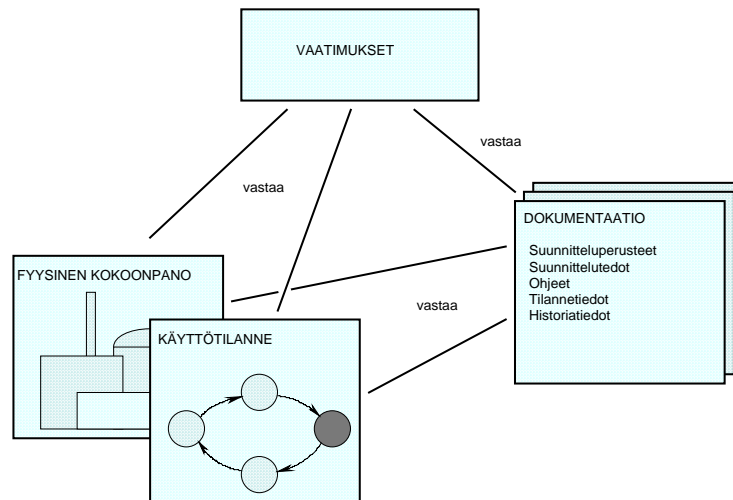 VAATIMUKSET
vastaa
vastaa
DOKUMENTAATIO
Suunnitteluperusteet
Suunnittelutedot
Ohjeet
Tilannetiedot
Historiatiedot
FYYSINEN KOKOONPANO
vastaa
KÄYTTÖTILANNE